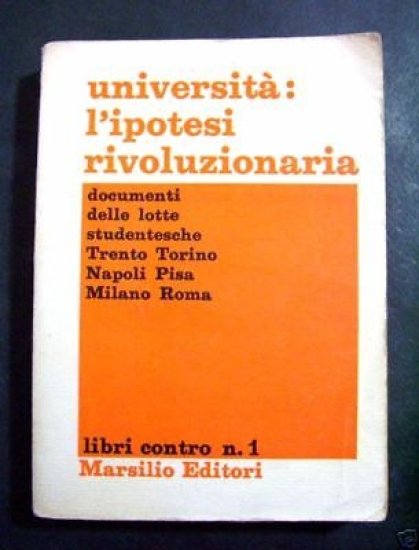 università:
l'ipotesi
rivoluzionaria
documenti
delle lotte
studentesche
Trento Torino
Napoli Pisa
Milano Roma
libri contro n. 1
Marsilio Editori